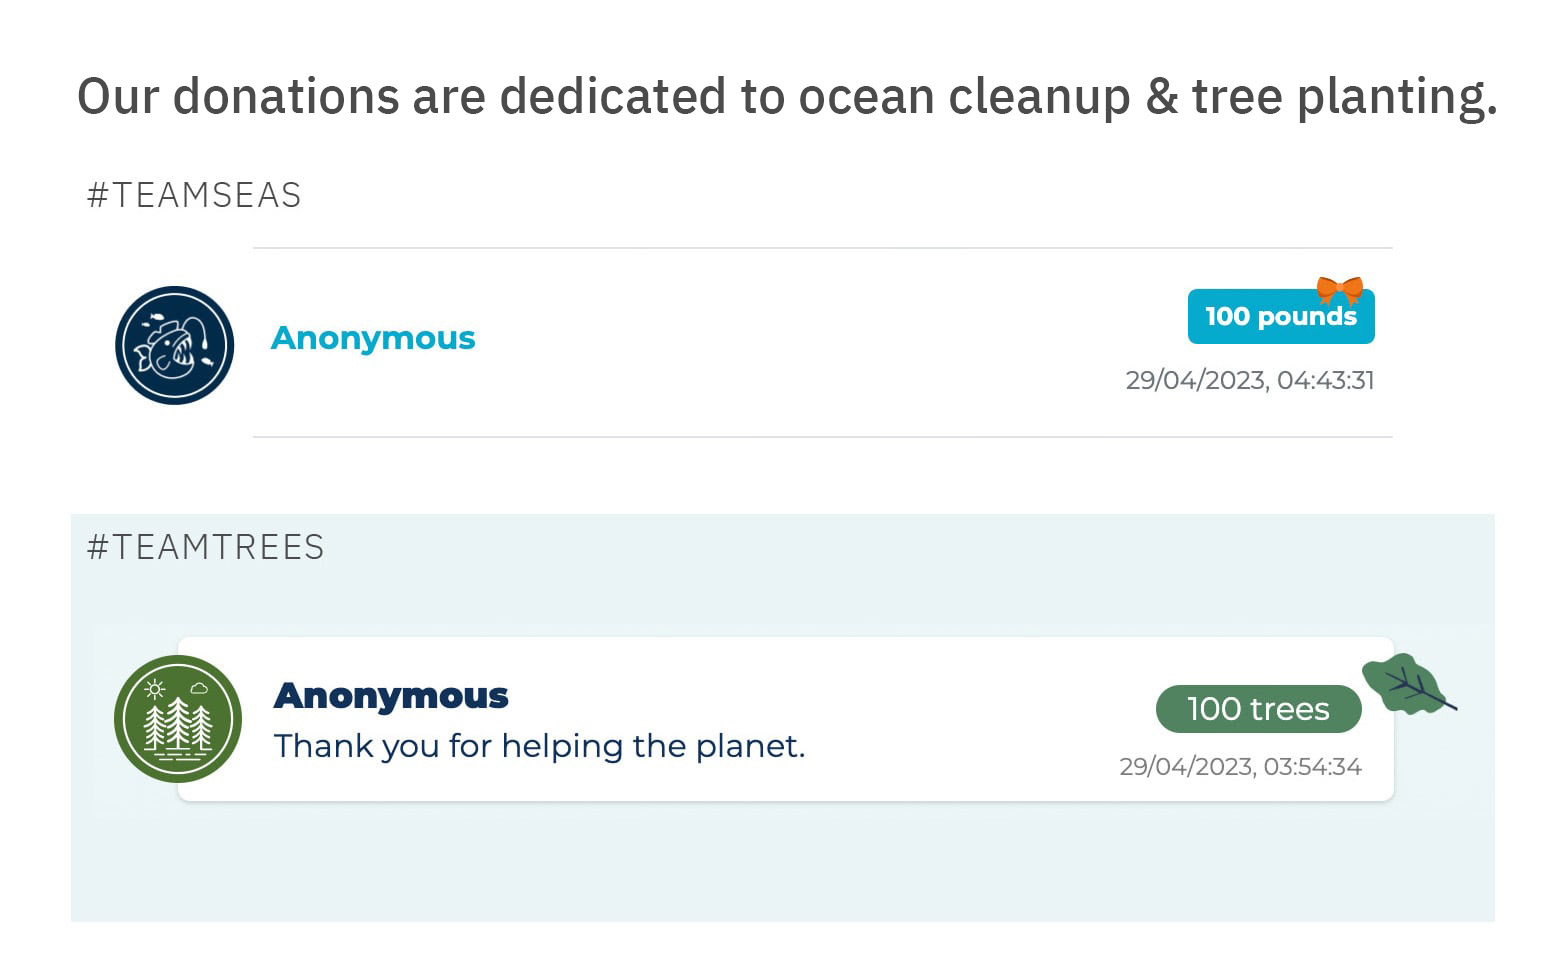 Our donations are dedicated to ocean cleanup & tree planting.
#TEAMSEAS
Anonymous
100 pounds
29/04/2023, 04:43:31
#TEAMTREES
Anonymous
Thank you for helping the planet.
100 trees
29/04/2023, 03:54:34